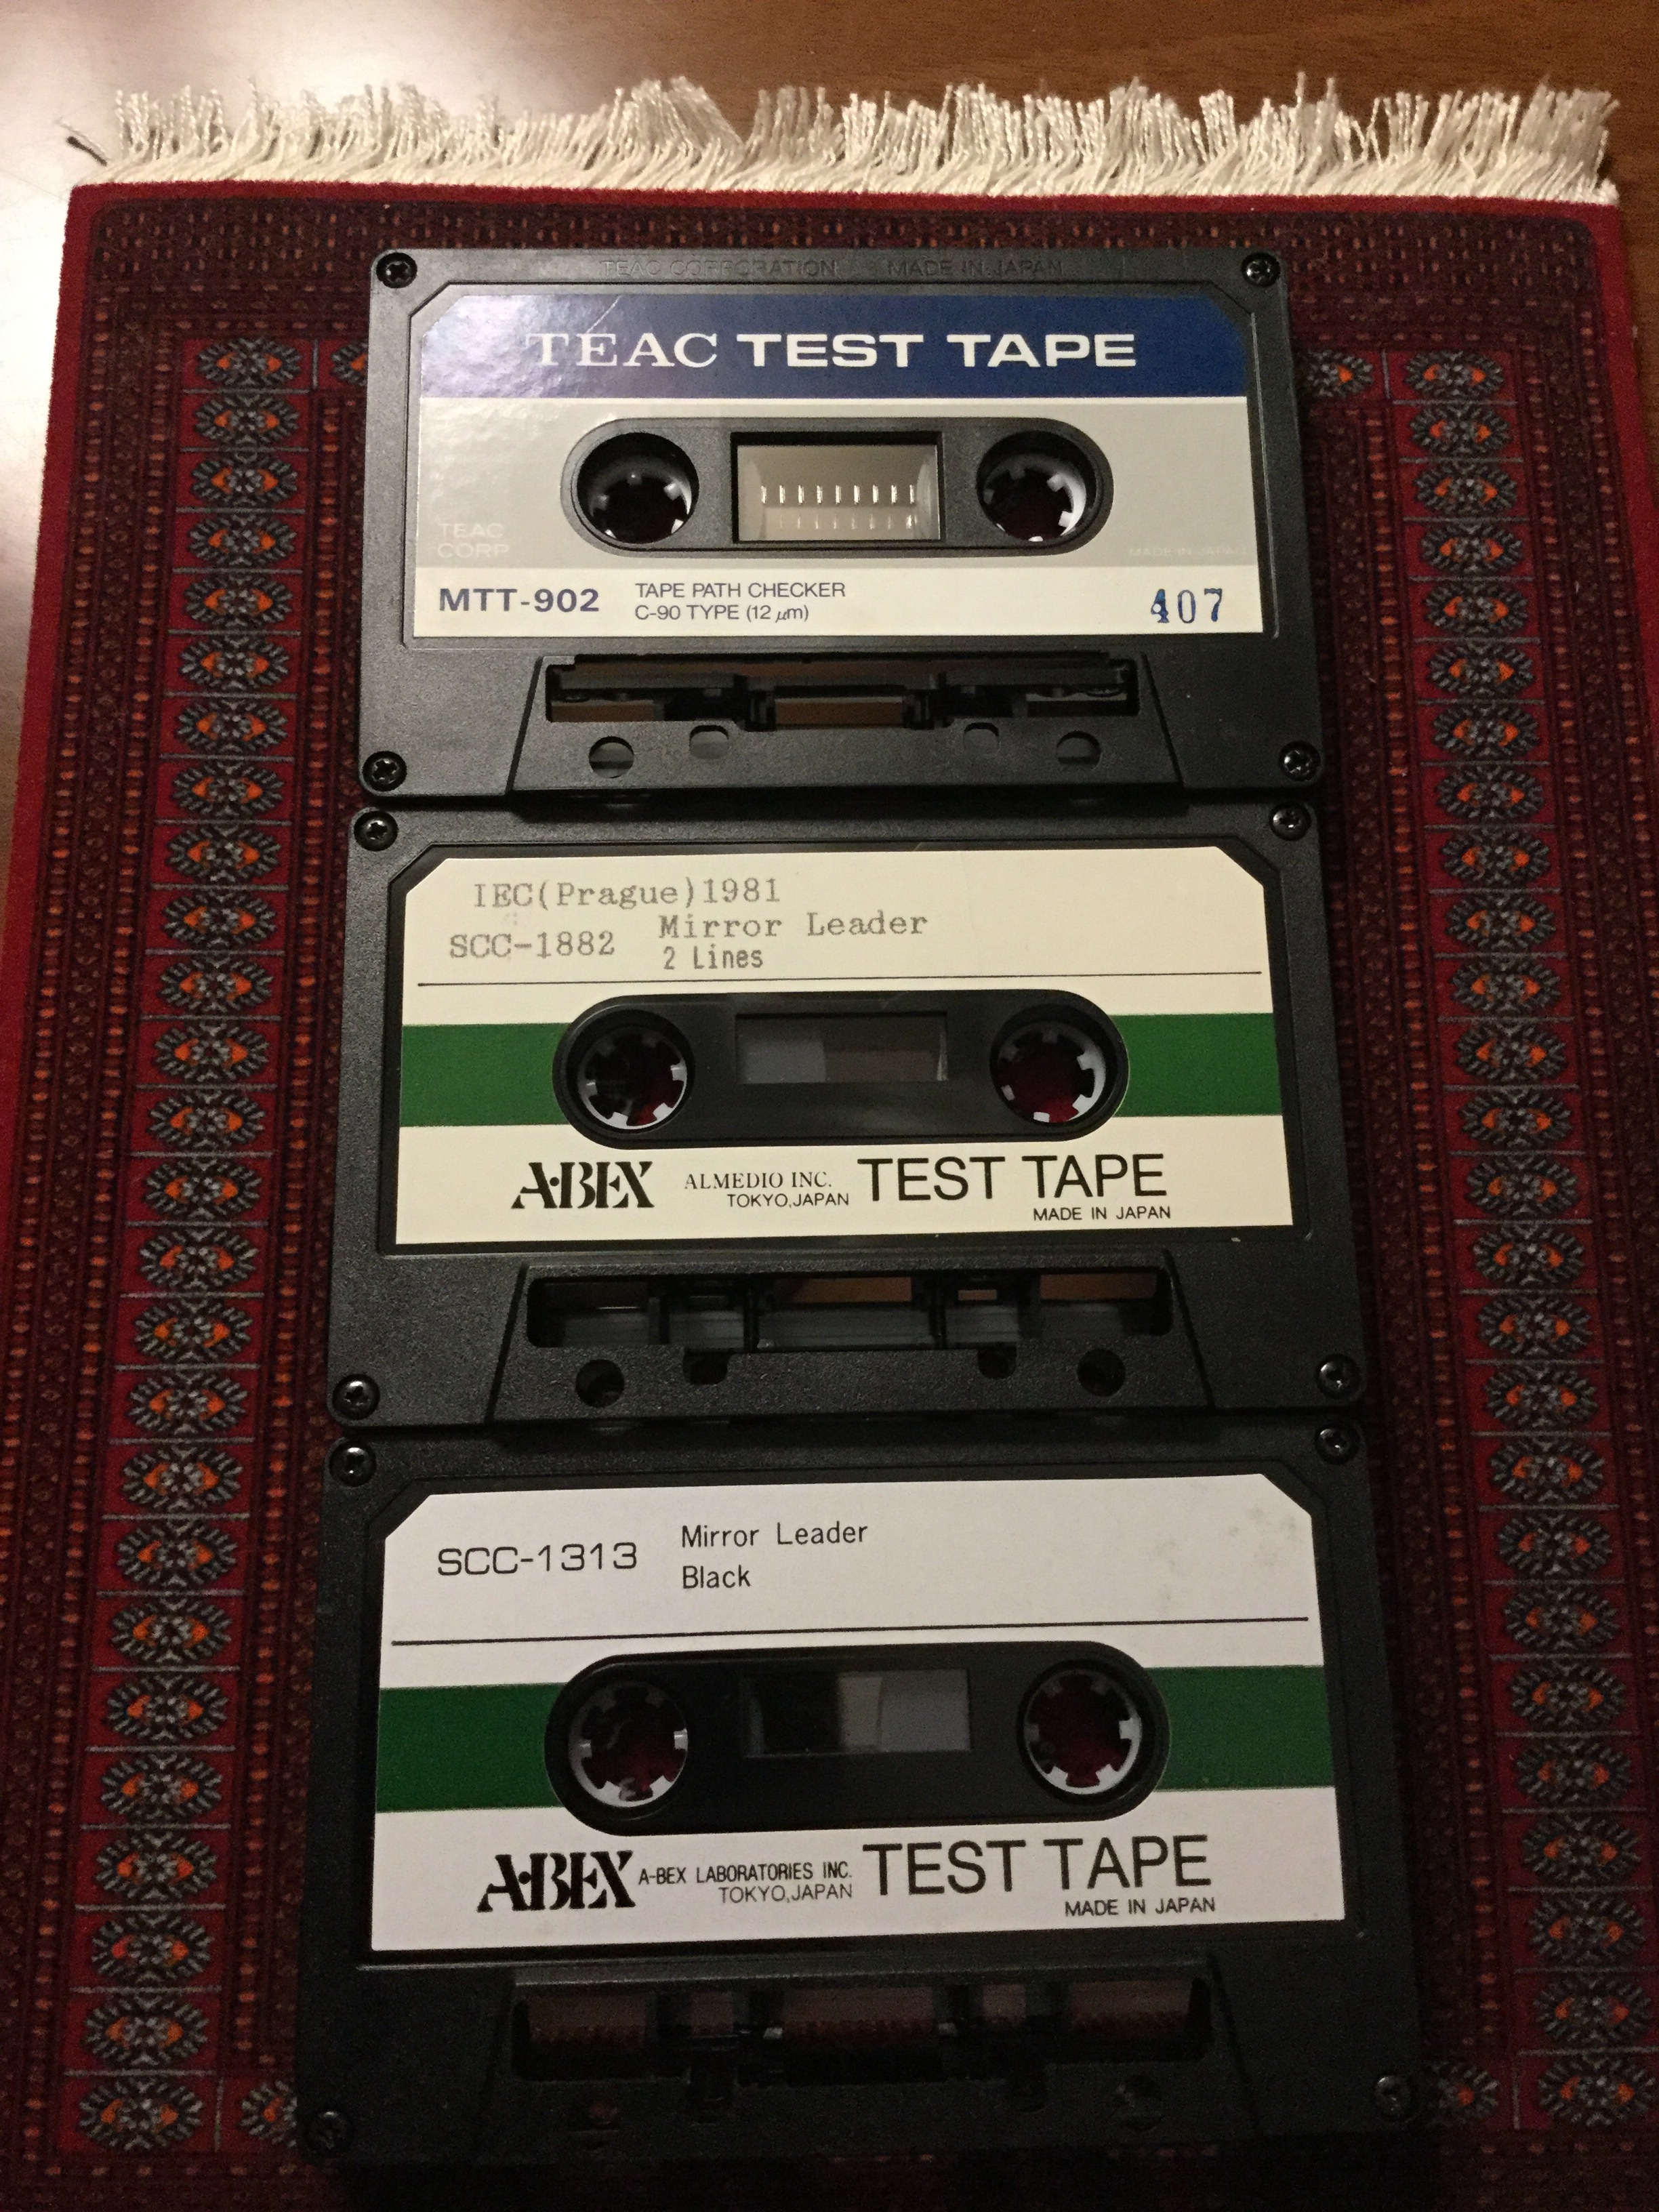 TEAC CORPORATION MADE IN JAPAN
TEAC TEST TAPE
TEAC
CORP
MADE IN JAPAN
MTT-902
TAPE PATH CHECKER
C-90 TYPE (12 μm)
407
IEC(Prague)1981
SCC-1882
Mirror Leader
2 Lines
A·BEX
ALMEDIO INC.
TOKYO,JAPAN
TEST TAPE
MADE IN JAPAN
SCC-1313
Mirror Leader
Black
A·BEX
A-BEX LABORATORIES INC.
TOKYO,JAPAN
TEST TAPE
MADE IN JAPAN